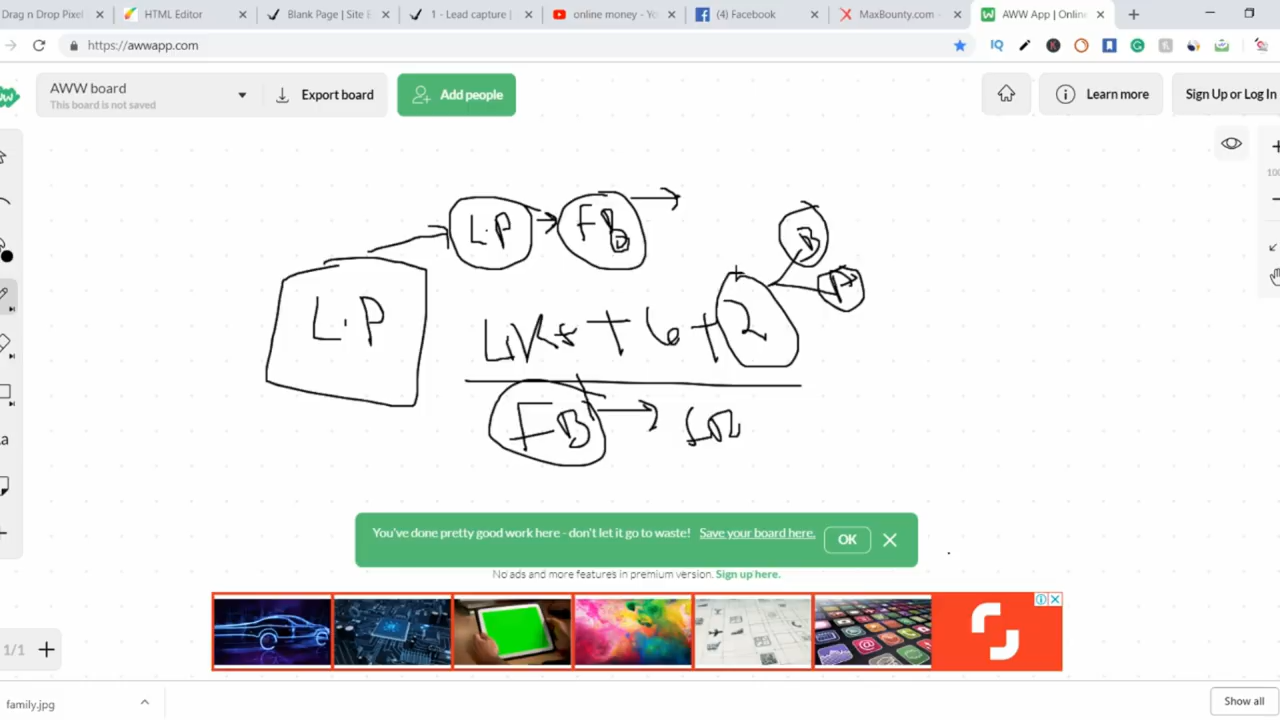 Drag n Drop Pixel HTML Editor Blank Page | Site E 1 - Lead capture | online money - Yo (4) Facebook MaxBounty.com - AWW App | Online
https://awwapp.com
AWW board
This board is not saved
Export board
Add people
Learn more
Sign Up or Log In
100
L.P → FB →
B
P
L.P
+ 6 + 2
FB →
Aa
You've done pretty good work here - don't let it go to waste! Save your board here. OK
No ads and more features in premium version. Sign up here.
1/1
family.jpg
Show all